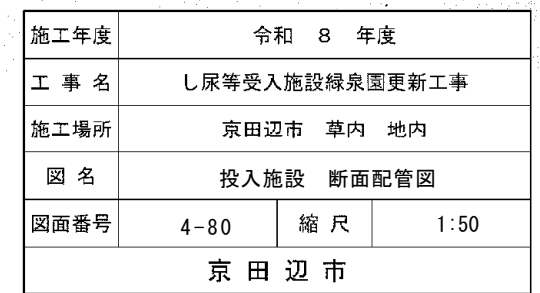 施工年度 令和 8 年度
工事名 し尿等受入施設緑泉園更新工事
施工場所 京田辺市 草内 地内
図名 投入施設 断面配管図
図面番号 4-80 縮尺 1:50
京田辺市